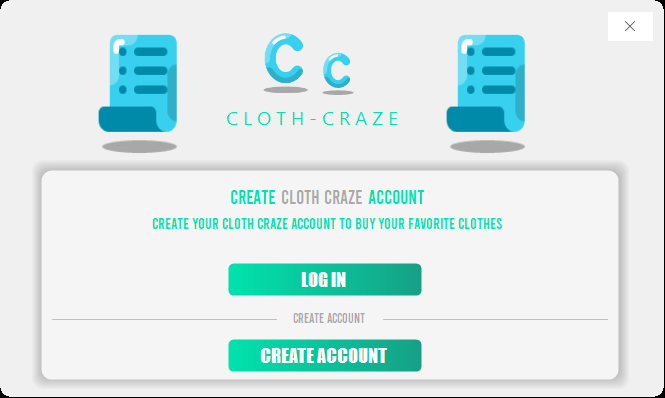 Cc
CLOTH-CRAZE
CREATE CLOTH CRAZE ACCOUNT
CREATE YOUR CLOTH CRAZE ACCOUNT TO BUY YOUR FAVORITE CLOTHES
LOG IN
CREATE ACCOUNT
CREATE ACCOUNT